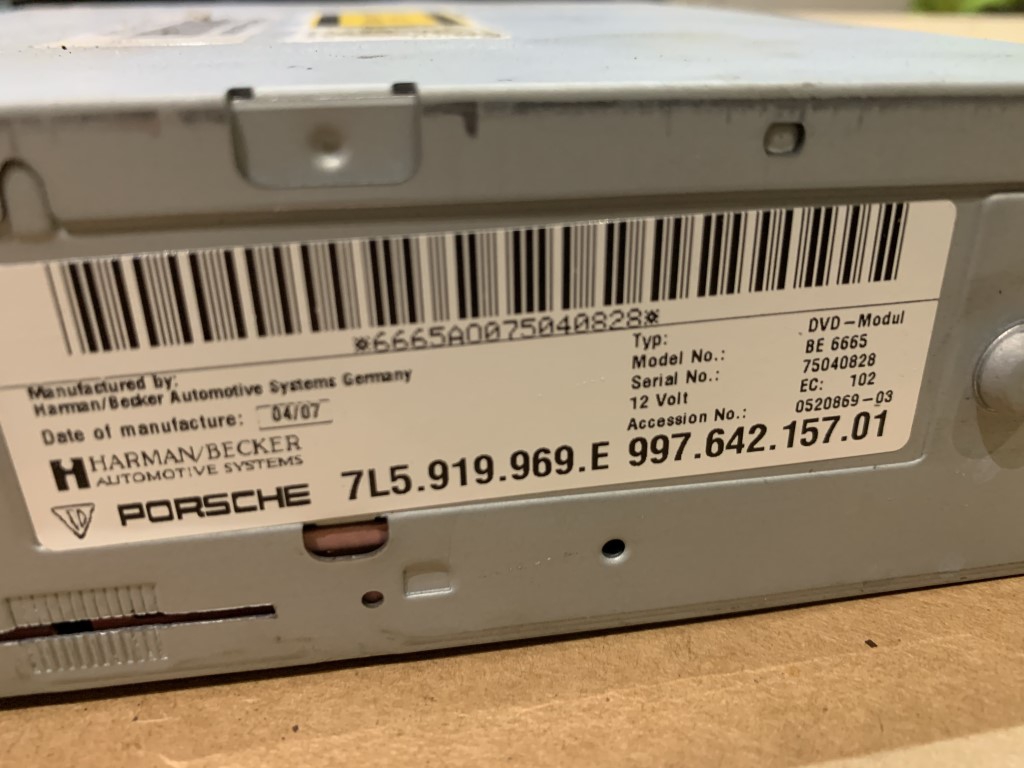 *6665A0075040828*
Manufactured by:
Harman/Becker Automotive Systems Germany
Date of manufacture: 04/07
HARMAN/BECKER
AUTOMOTIVE SYSTEMS
PORSCHE
Typ: DVD-Modul
Model No.: BE 6665
Serial No.: 75040828
12 Volt EC: 102
Accession No.: 0520869-03
7L5.919.969.E 997.642.157.01